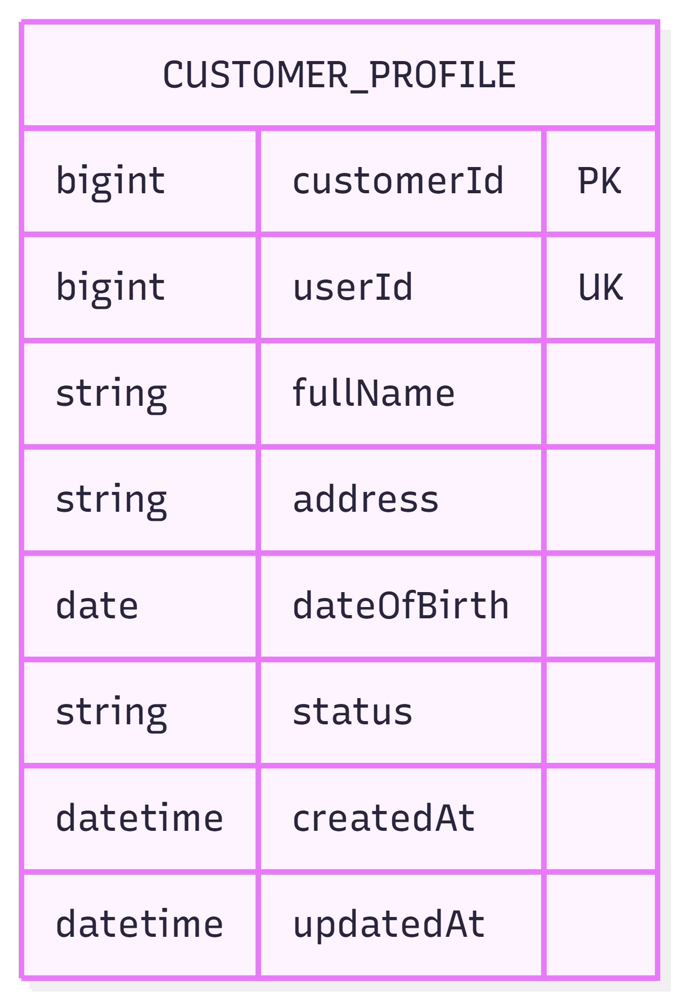 CUSTOMER_PROFILE
bigint customerId PK
bigint userId UK
string fullName
string address
date dateOfBirth
string status
datetime createdAt
datetime updatedAt